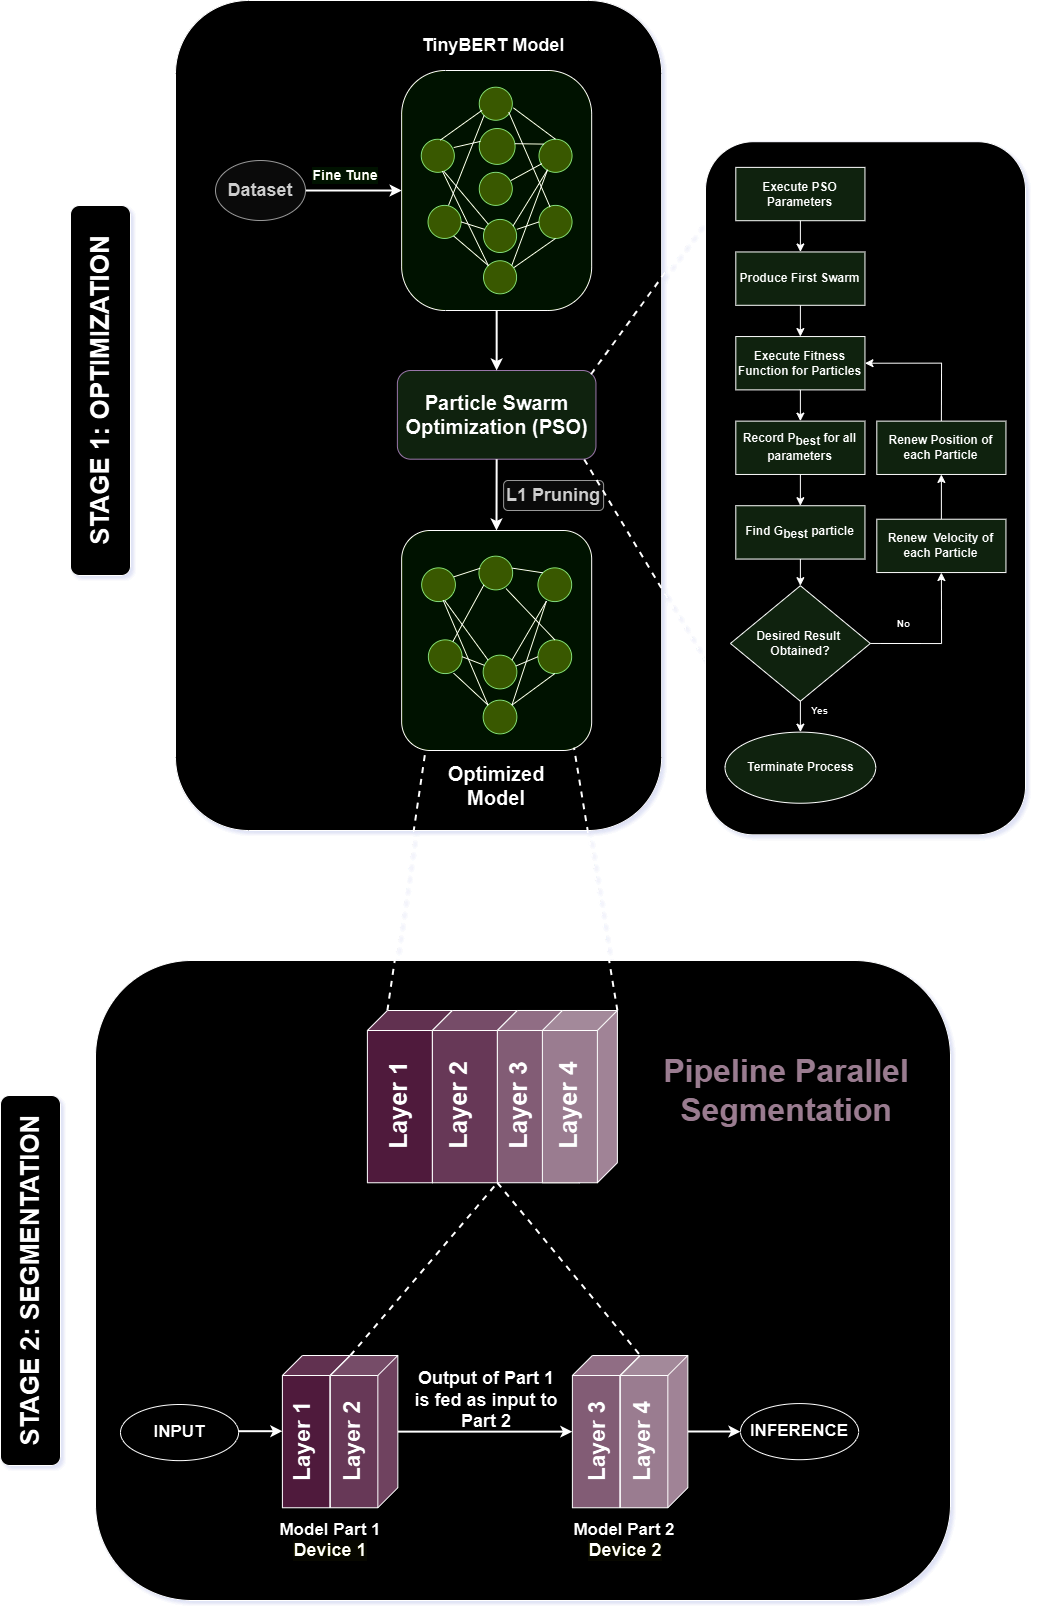 TinyBERT Model
Dataset
Fine Tune
STAGE 1: OPTIMIZATION
Particle Swarm
Optimization (PSO)
L1 Pruning
Optimized
Model
Execute PSO
Parameters
Produce First Swarm
Execute Fitness
Function for Particles
Record Pbest for all
parameters
Find Gbest particle
Desired Result
Obtained?
No
Yes
Terminate Process
Renew Position of
each Particle
Renew Velocity of
each Particle
STAGE 2: SEGMENTATION
Layer 1
Layer 2
Layer 3
Layer 4
Pipeline Parallel
Segmentation
INPUT
Layer 1
Layer 2
Output of Part 1
is fed as input to
Part 2
Layer 3
Layer 4
INFERENCE
Model Part 1
Device 1
Model Part 2
Device 2